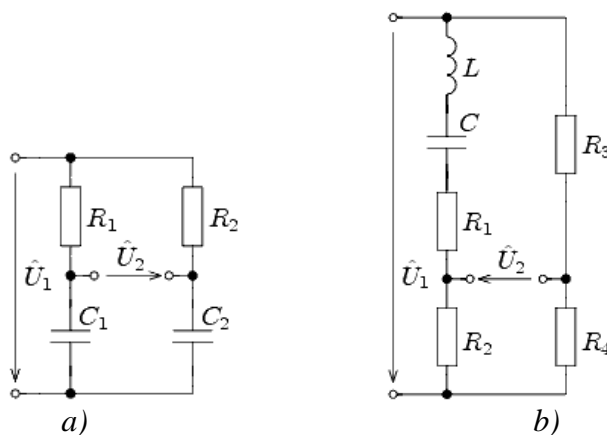 L
C
R₃
R₁
R₂
R₁
Û₂
Û₂
Û₁
Û₁
C₁
C₂
R₂
R₄
a)
b)